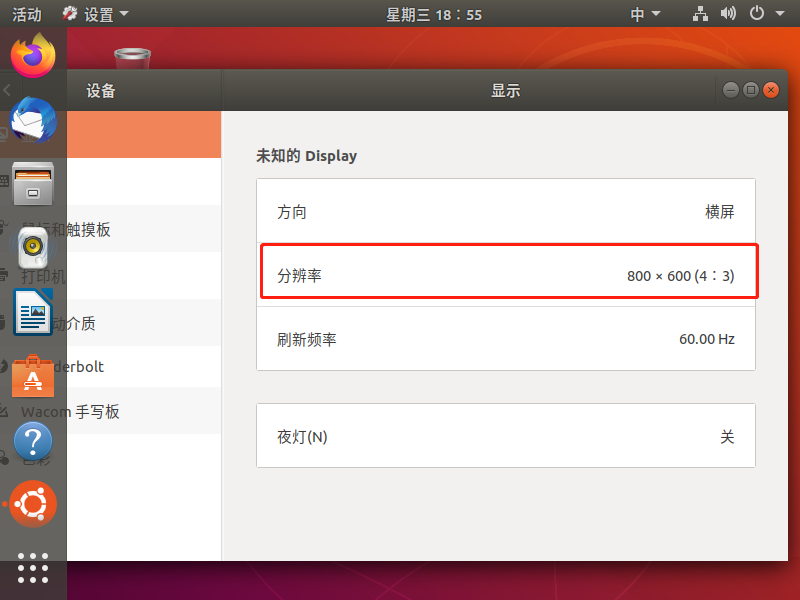 活动
设置
星期三 18：55
中
设备
显示
未知的 Display
方向
横屏
鼠标和触摸板
分辨率
800 × 600 (4：3)
打印机
动介质
刷新频率
60.00 Hz
derbolt
Wacom 手写板
夜灯(N)
关
色彩